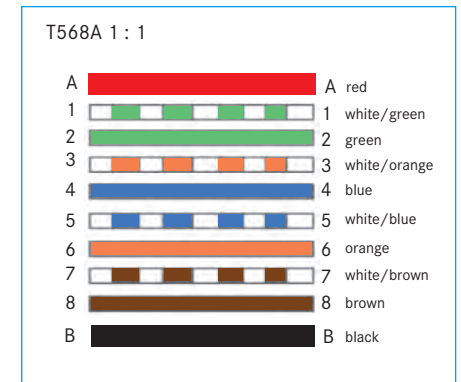 T568A 1 : 1
A A red
1 1 white/green
2 2 green
3 3 white/orange
4 4 blue
5 5 white/blue
6 6 orange
7 7 white/brown
8 8 brown
B B black